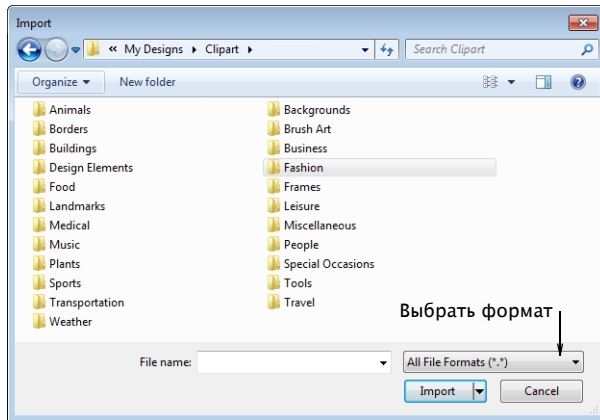 Import
« My Designs ▸ Clipart ▸
Search Clipart
Organize ▾ New folder
Animals
Borders
Buildings
Design Elements
Food
Landmarks
Medical
Music
Plants
Sports
Transportation
Weather
Backgrounds
Brush Art
Business
Fashion
Frames
Leisure
Miscellaneous
People
Special Occasions
Tools
Travel
Выбрать формат
File name:
All File Formats (*.*)
Import
Cancel